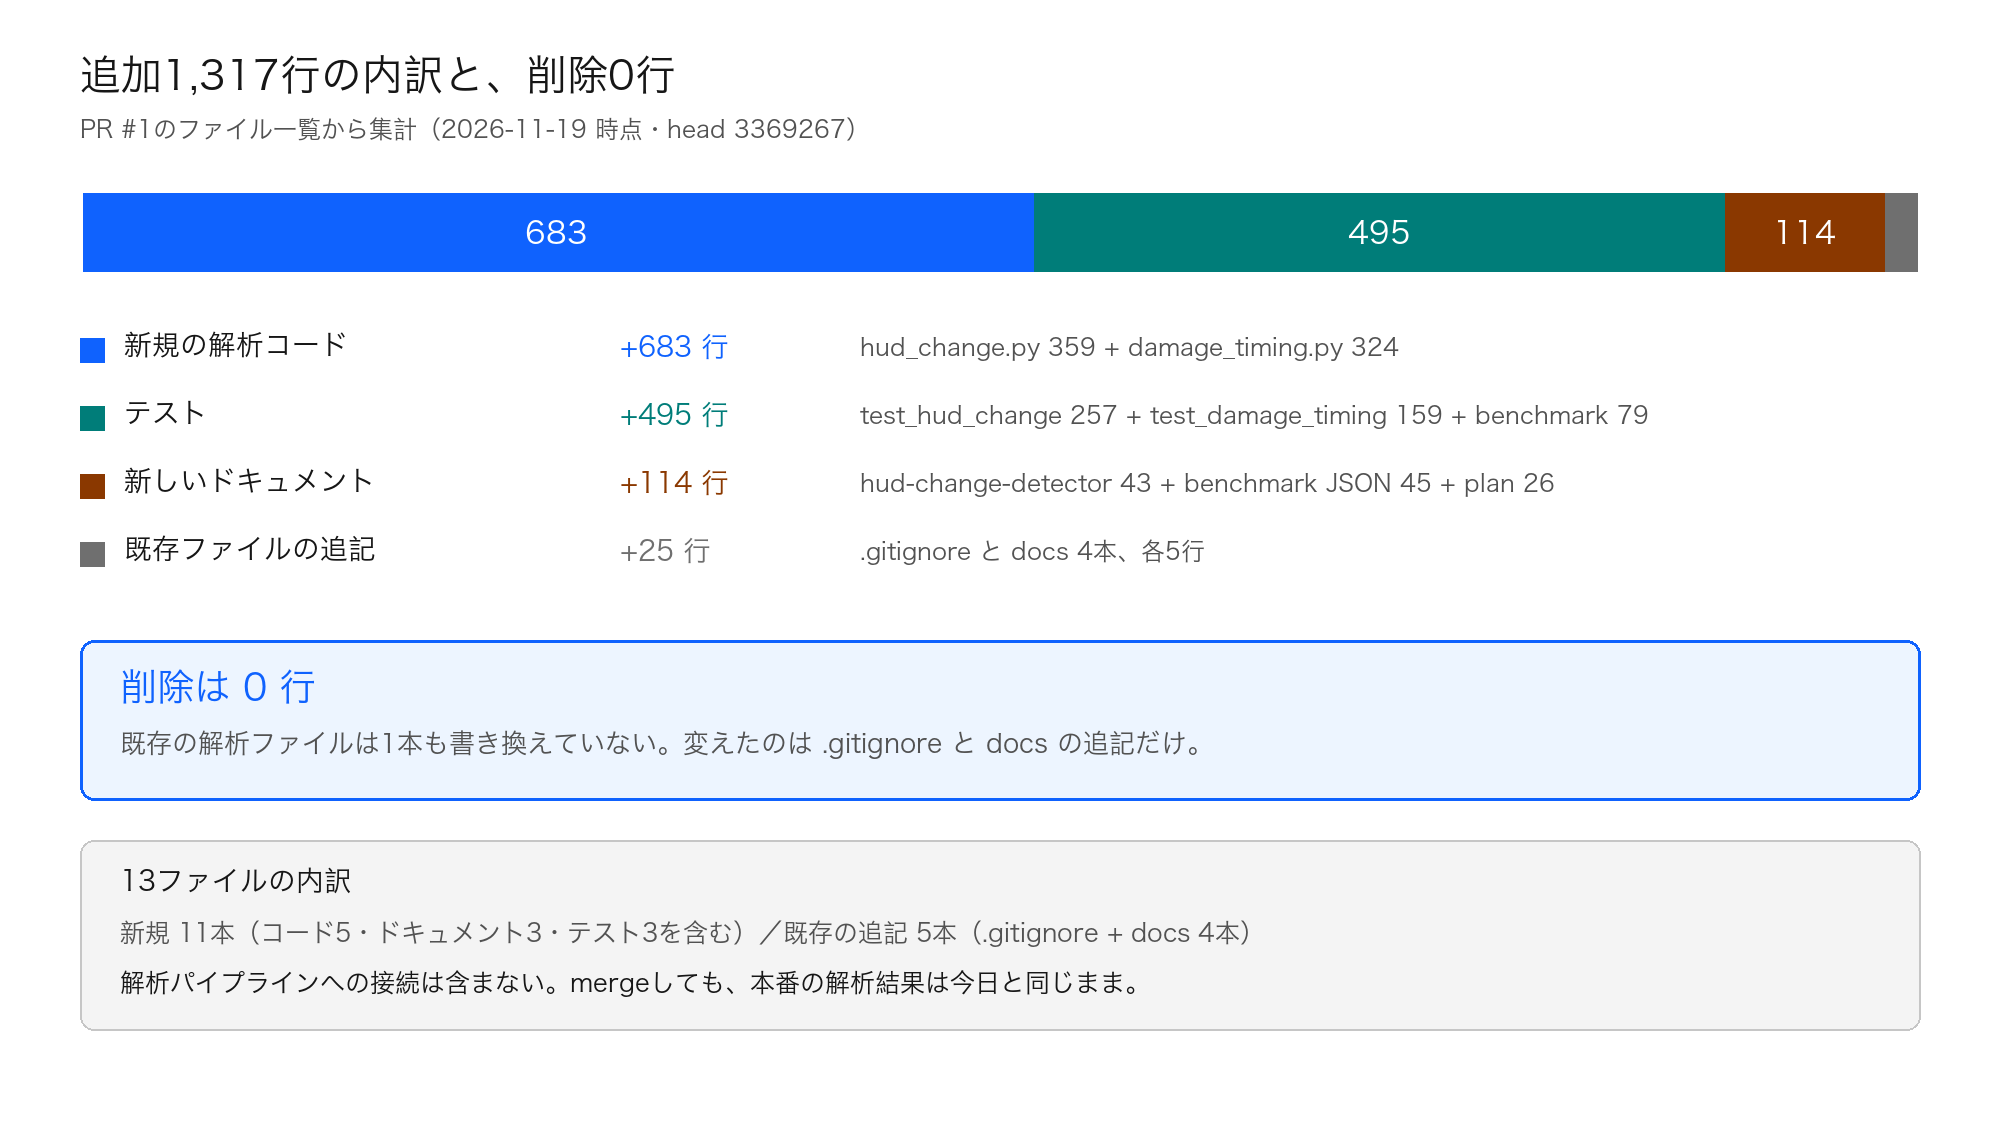 追加1,317行の内訳と、削除0行
PR #1のファイル一覧から集計（2026-11-19 時点・head 3369267）
683 495 114
新規の解析コード +683 行 hud_change.py 359 + damage_timing.py 324
テスト +495 行 test_hud_change 257 + test_damage_timing 159 + benchmark 79
新しいドキュメント +114 行 hud-change-detector 43 + benchmark JSON 45 + plan 26
既存ファイルの追記 +25 行 .gitignore と docs 4本、各5行
削除は 0 行
既存の解析ファイルは1本も書き換えていない。変えたのは .gitignore と docs の追記だけ。
13ファイルの内訳
新規 11本（コード5・ドキュメント3・テスト3を含む）／既存の追記 5本（.gitignore + docs 4本）
解析パイプラインへの接続は含まない。mergeしても、本番の解析結果は今日と同じまま。